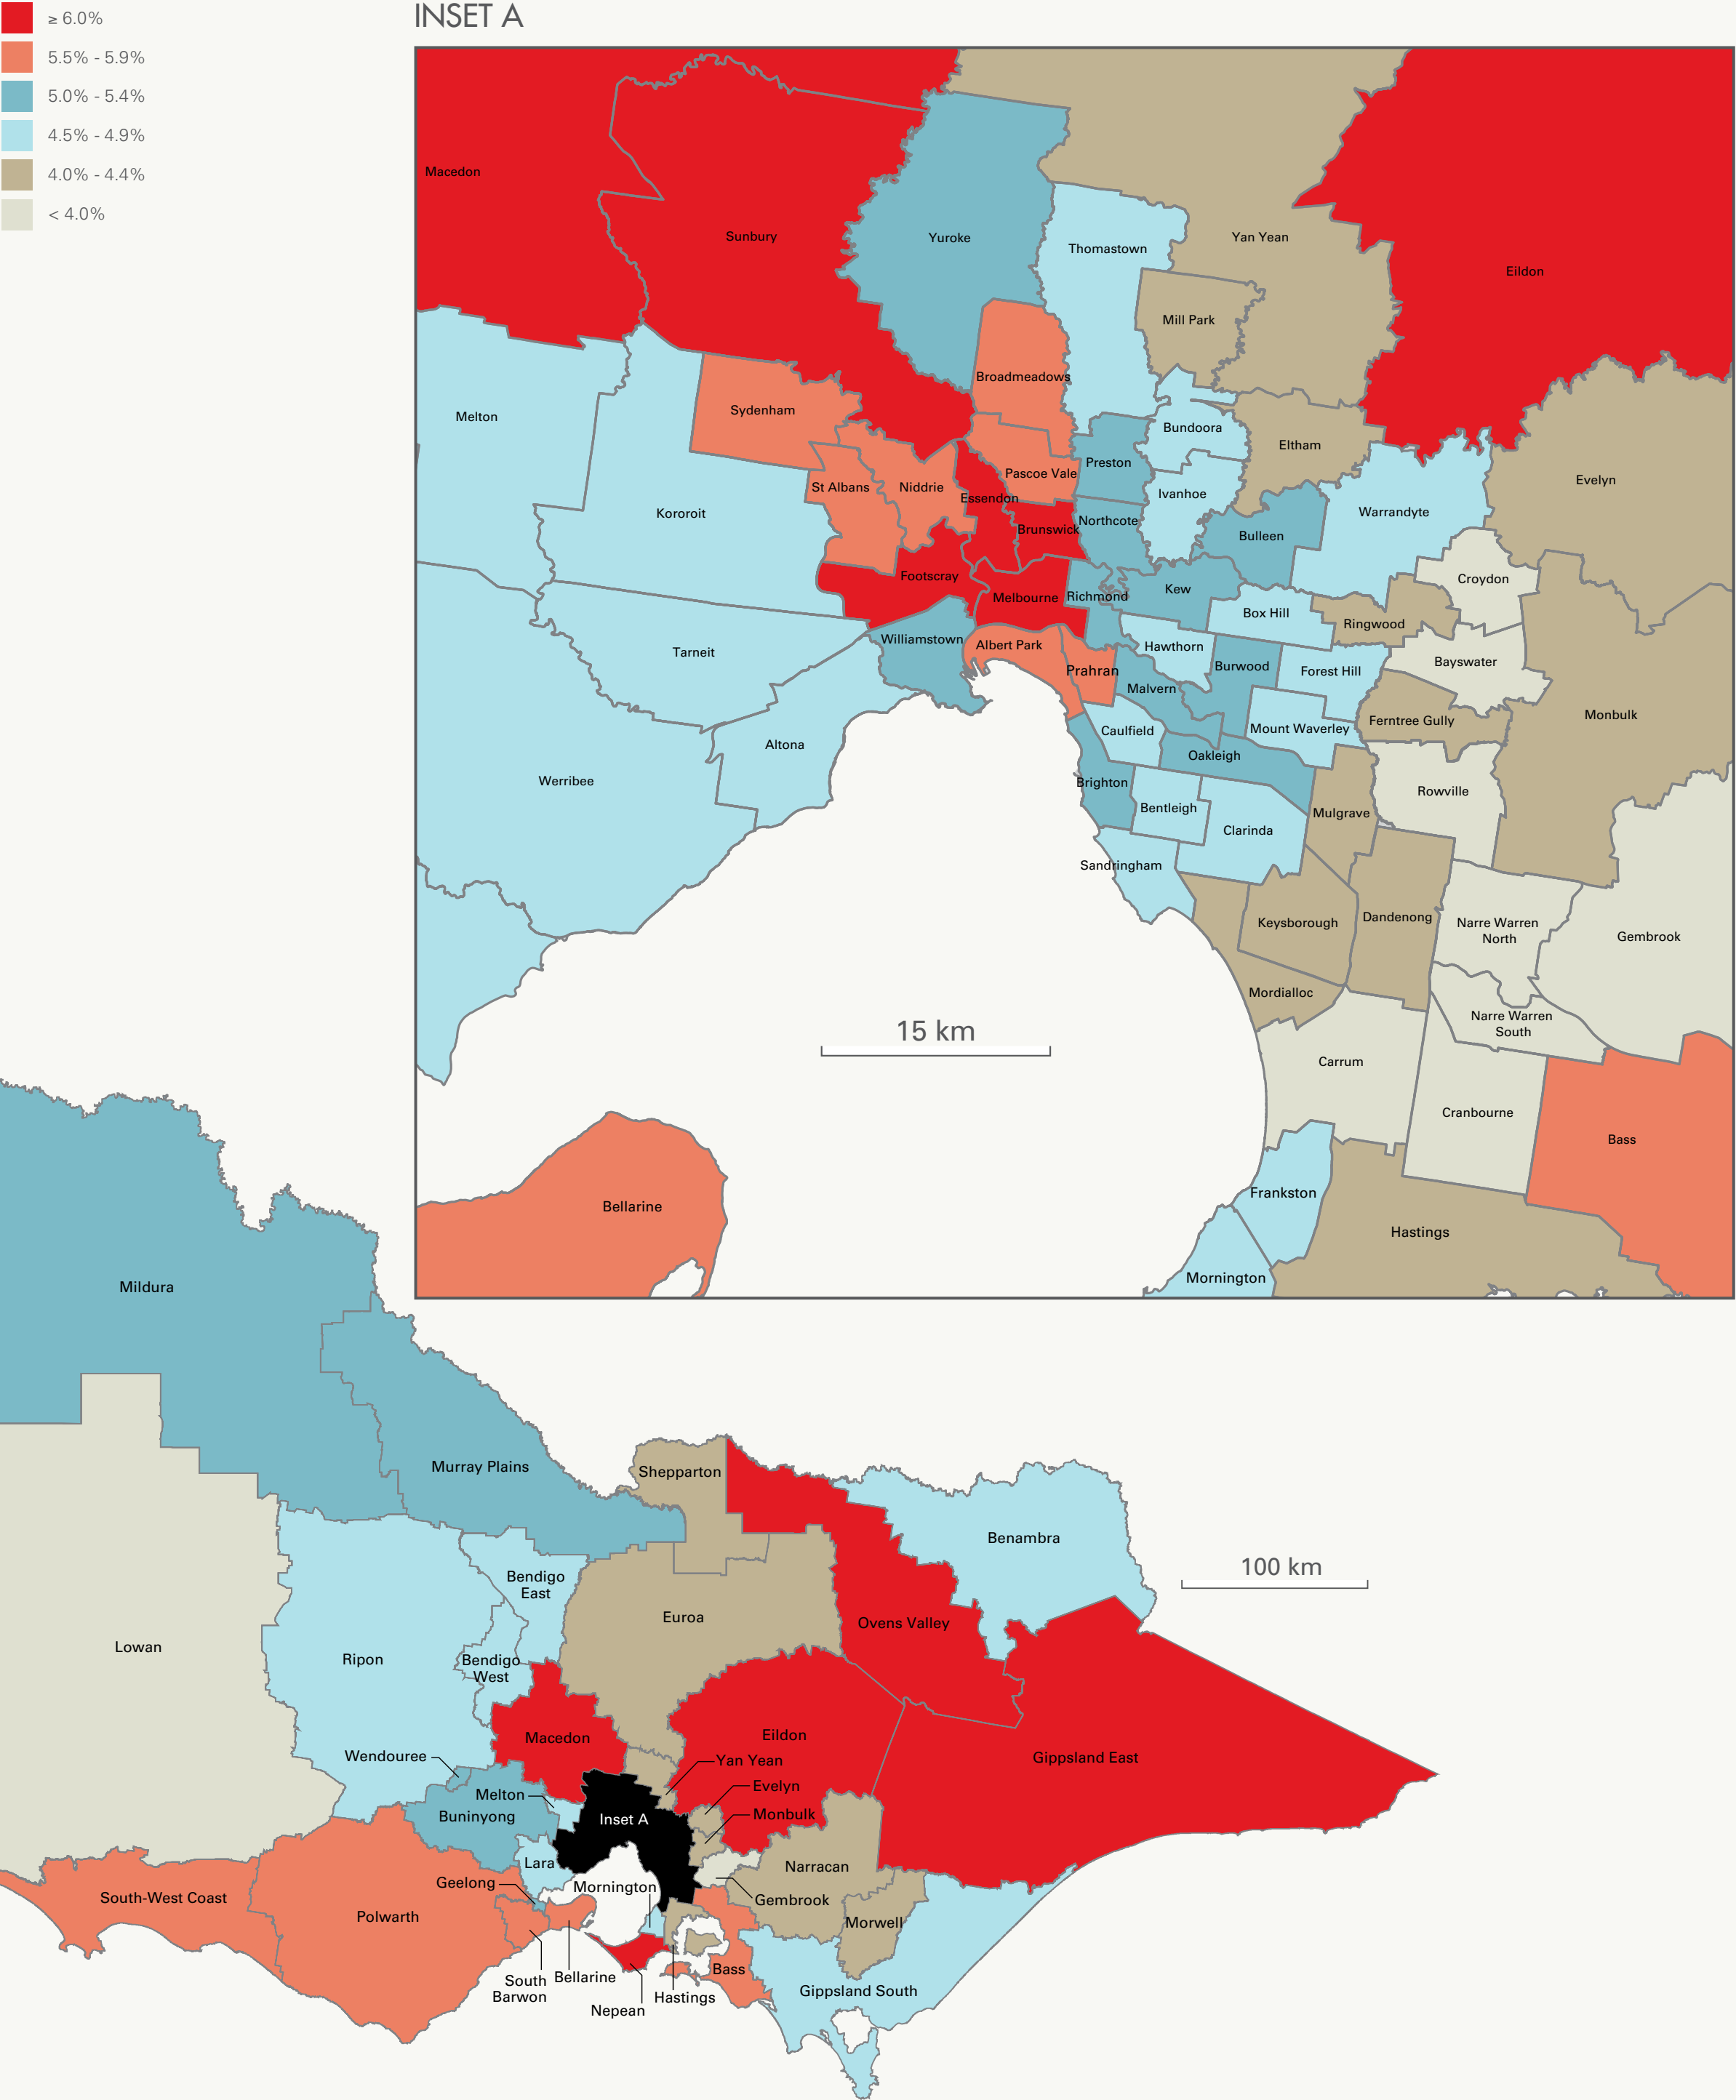 INSET A
≥ 6.0%
5.5% - 5.9%
5.0% - 5.4%
4.5% - 4.9%
4.0% - 4.4%
< 4.0%
Macedon
Sunbury
Yuroke
Thomastown
Yan Yean
Eildon
Mill Park
Broadmeadows
Melton
Sydenham
Bundoora
Eltham
Preston
Pascoe Vale
St Albans
Niddrie
Essendon
Ivanhoe
Evelyn
Kororoit
Warrandyte
Northcote
Brunswick
Bulleen
Footscray
Croydon
Kew
Melbourne
Richmond
Box Hill
Ringwood
Williamstown
Albert Park
Hawthorn
Tarneit
Bayswater
Burwood
Prahran
Forest Hill
Malvern
Monbulk
Ferntree Gully
Caulfield
Mount Waverley
Altona
Oakleigh
Werribee
Brighton
Rowville
Bentleigh
Mulgrave
Clarinda
Sandringham
Keysborough
Dandenong
Narre Warren
North
Gembrook
Mordialloc
Narre Warren
South
15 km
Carrum
Cranbourne
Bass
Frankston
Bellarine
Hastings
Mornington
Mildura
Murray Plains
Shepparton
Benambra
100 km
Bendigo
East
Euroa
Ovens Valley
Lowan
Ripon
Bendigo
West
Macedon
Eildon
Wendouree
Yan Yean
Gippsland East
Evelyn
Melton
Monbulk
Buninyong
Inset A
Lara
Narracan
Geelong
Mornington
South-West Coast
Gembrook
Polwarth
Morwell
Bass
South
Barwon
Bellarine
Gippsland South
Hastings
Nepean